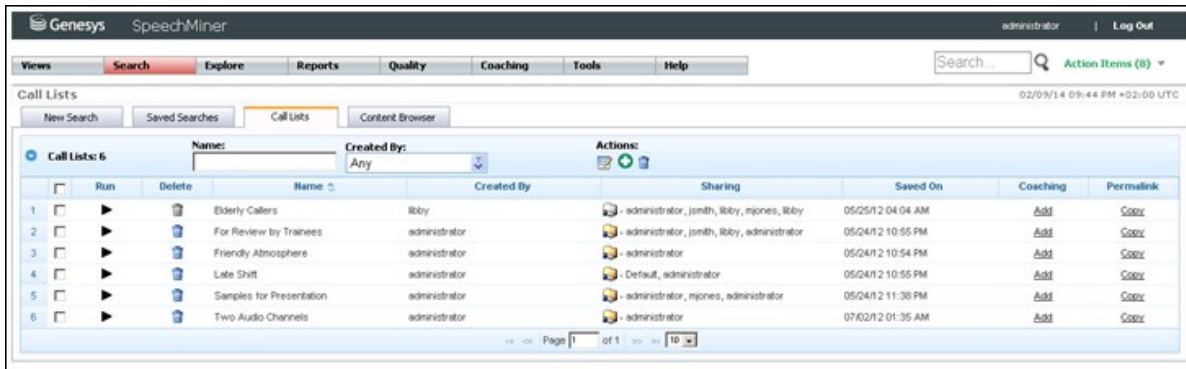 Genesys SpeechMiner administrator | Log Out
Views Search Explore Reports Quality Coaching Tools Help Search... Action Items (8)
Call Lists 02/09/14 09:44 PM +02:00 UTC
New Search Saved Searches Call Lists Content Browser
Call Lists: 6 Name: Created By: Any Actions:
Run Delete Name Created By Sharing Saved On Coaching Permalink
1 Elderly Callers libby - administrator, jsmith, libby, mjones, libby 05/25/12 04:04 AM Add Copy
2 For Review by Trainees administrator - administrator, jsmith, libby, administrator 05/24/12 10:55 PM Add Copy
3 Friendly Atmosphere administrator - administrator 05/24/12 10:54 PM Add Copy
4 Late Shift administrator - Default, administrator 05/24/12 10:55 PM Add Copy
5 Samples for Presentation administrator - administrator, mjones, administrator 05/24/12 11:38 PM Add Copy
6 Two Audio Channels administrator - administrator 07/02/12 01:35 AM Add Copy
Page 1 of 1 10